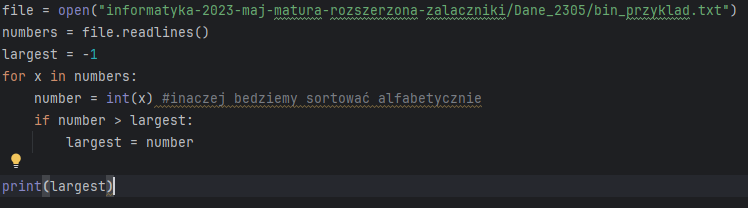 file = open("informatyka-2023-maj-matura-rozszerzona-zalaczniki/Dane_2305/bin_przyklad.txt")
numbers = file.readlines()
largest = -1
for x in numbers:
    number = int(x) #inaczej bedziemy sortować alfabetycznie
    if number > largest:
        largest = number
print(largest)